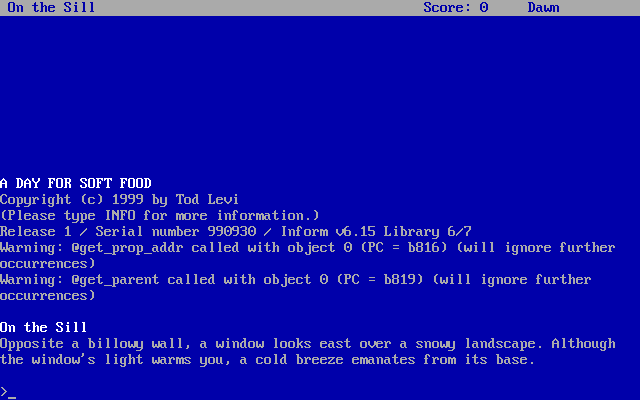 On the Sill Score: 0 Dawn
A DAY FOR SOFT FOOD
Copyright (c) 1999 by Tod Levi
(Please type INFO for more information.)
Release 1 / Serial number 990930 / Inform v6.15 Library 6/7
Warning: @get_prop_addr called with object 0 (PC = b816) (will ignore further
occurrences)
Warning: @get_parent called with object 0 (PC = b819) (will ignore further
occurrences)
On the Sill
Opposite a billowy wall, a window looks east over a snowy landscape. Although
the window's light warms you, a cold breeze emanates from its base.
>_